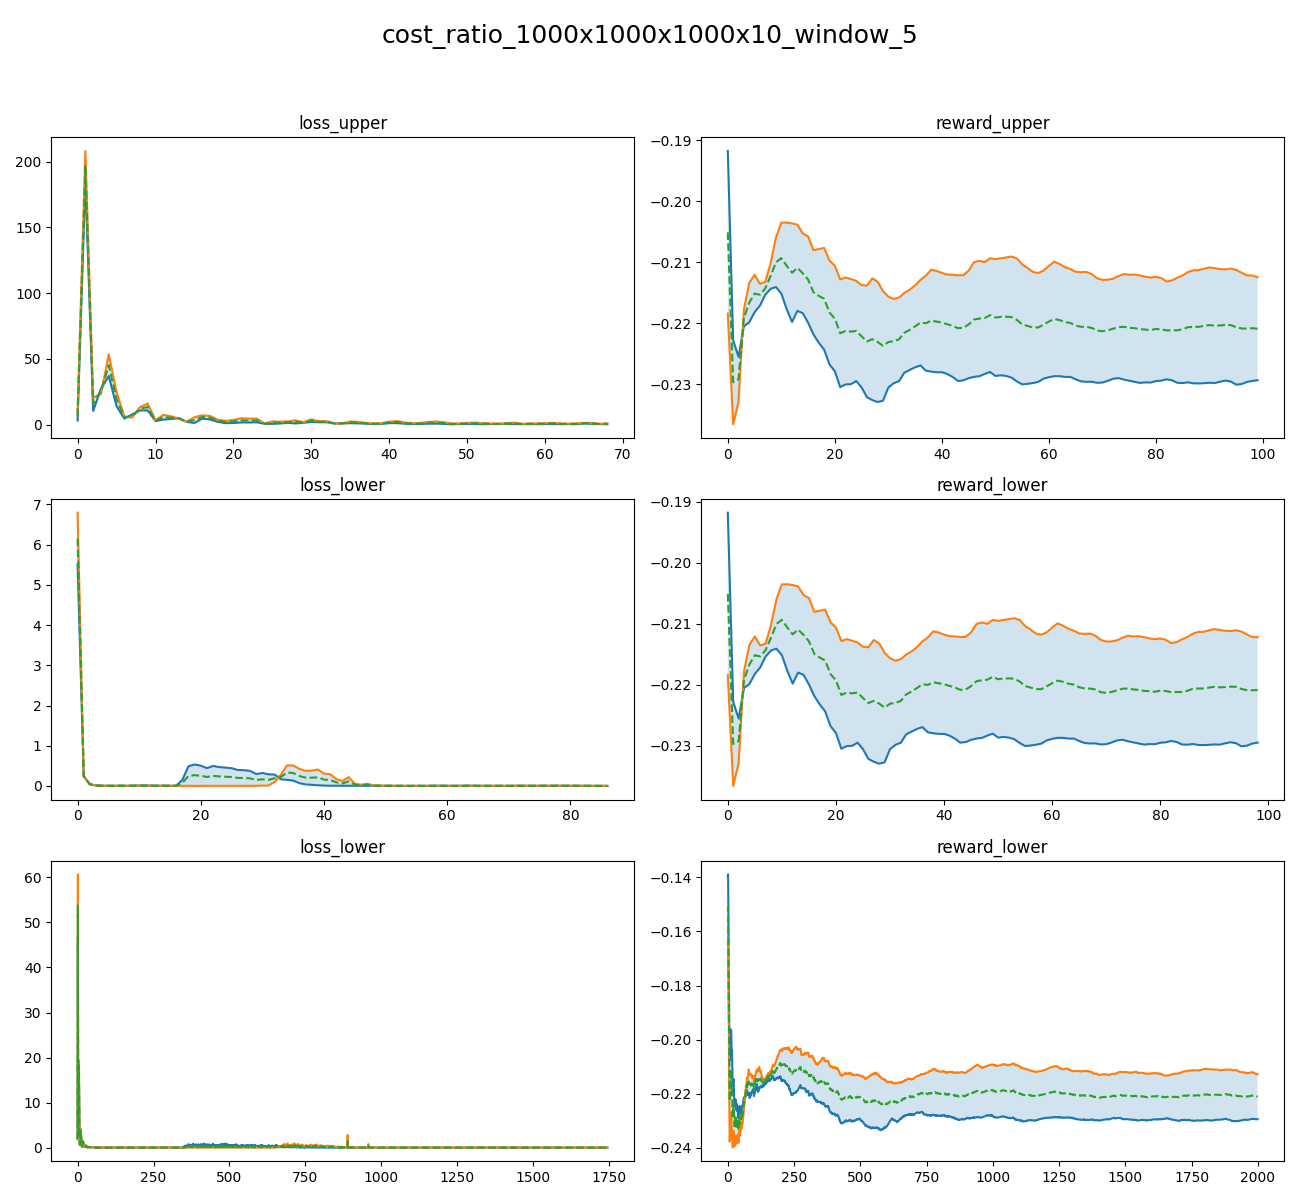 cost_ratio_1000x1000x1000x10_window_5
loss_upper
200
150
100
50
0
0 10 20 30 40 50 60 70
reward_upper
−0.19
−0.20
−0.21
−0.22
−0.23
0 20 40 60 80 100
loss_lower
7
6
5
4
3
2
1
0
0 20 40 60 80
reward_lower
−0.19
−0.20
−0.21
−0.22
−0.23
0 20 40 60 80 100
loss_lower
60
50
40
30
20
10
0
0 250 500 750 1000 1250 1500 1750
reward_lower
−0.14
−0.16
−0.18
−0.20
−0.22
−0.24
0 250 500 750 1000 1250 1500 1750 2000